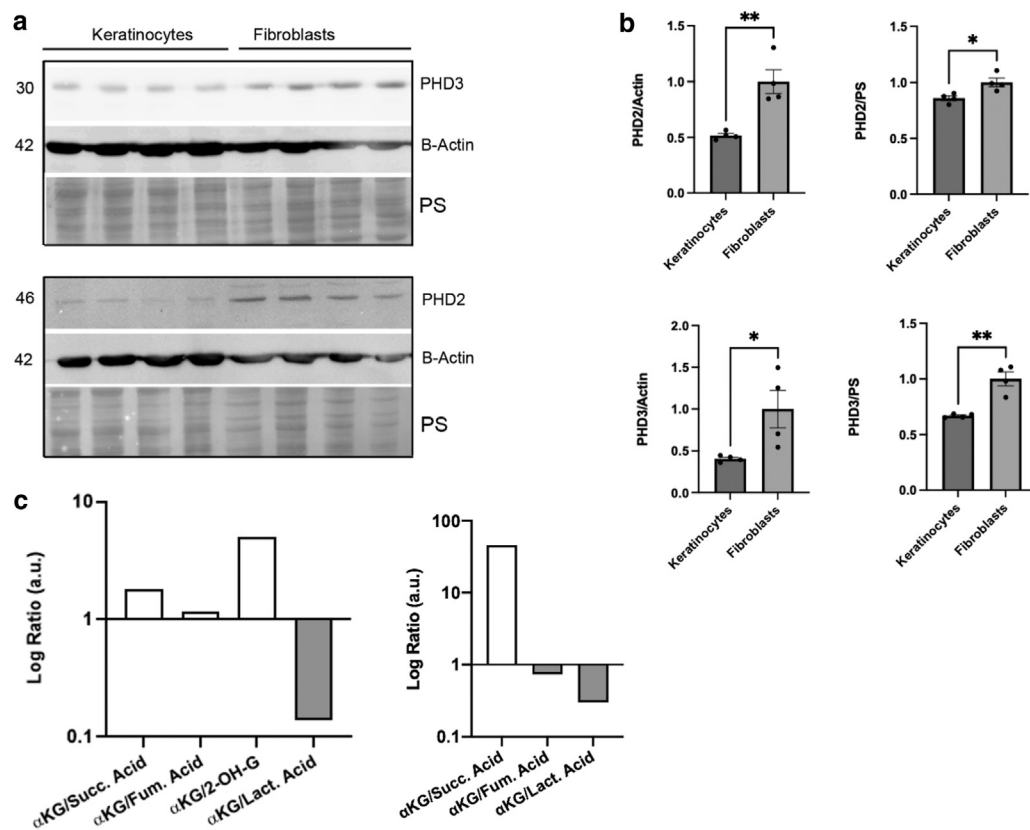 a
Keratinocytes Fibroblasts
30 PHD3
42 B-Actin
PS
46 PHD2
42 B-Actin
PS
b
**
PHD2/Actin
1.5
1.0
0.5
0.0
Keratinocytes
Fibroblasts
*
PHD2/PS
1.5
1.0
0.5
0.0
Keratinocytes
Fibroblasts
*
PHD3/Actin
2.0
1.5
1.0
0.5
0.0
Keratinocytes
Fibroblasts
**
PHD3/PS
1.5
1.0
0.5
0.0
Keratinocytes
Fibroblasts
c
Log Ratio (a.u.)
10
1
0.1
αKG/Succ. Acid
αKG/Fum. Acid
αKG/2-OH-G
αKG/Lact. Acid
Log Ratio (a.u.)
100
10
1
0.1
αKG/Succ. Acid
αKG/Fum. Acid
αKG/Lact. Acid